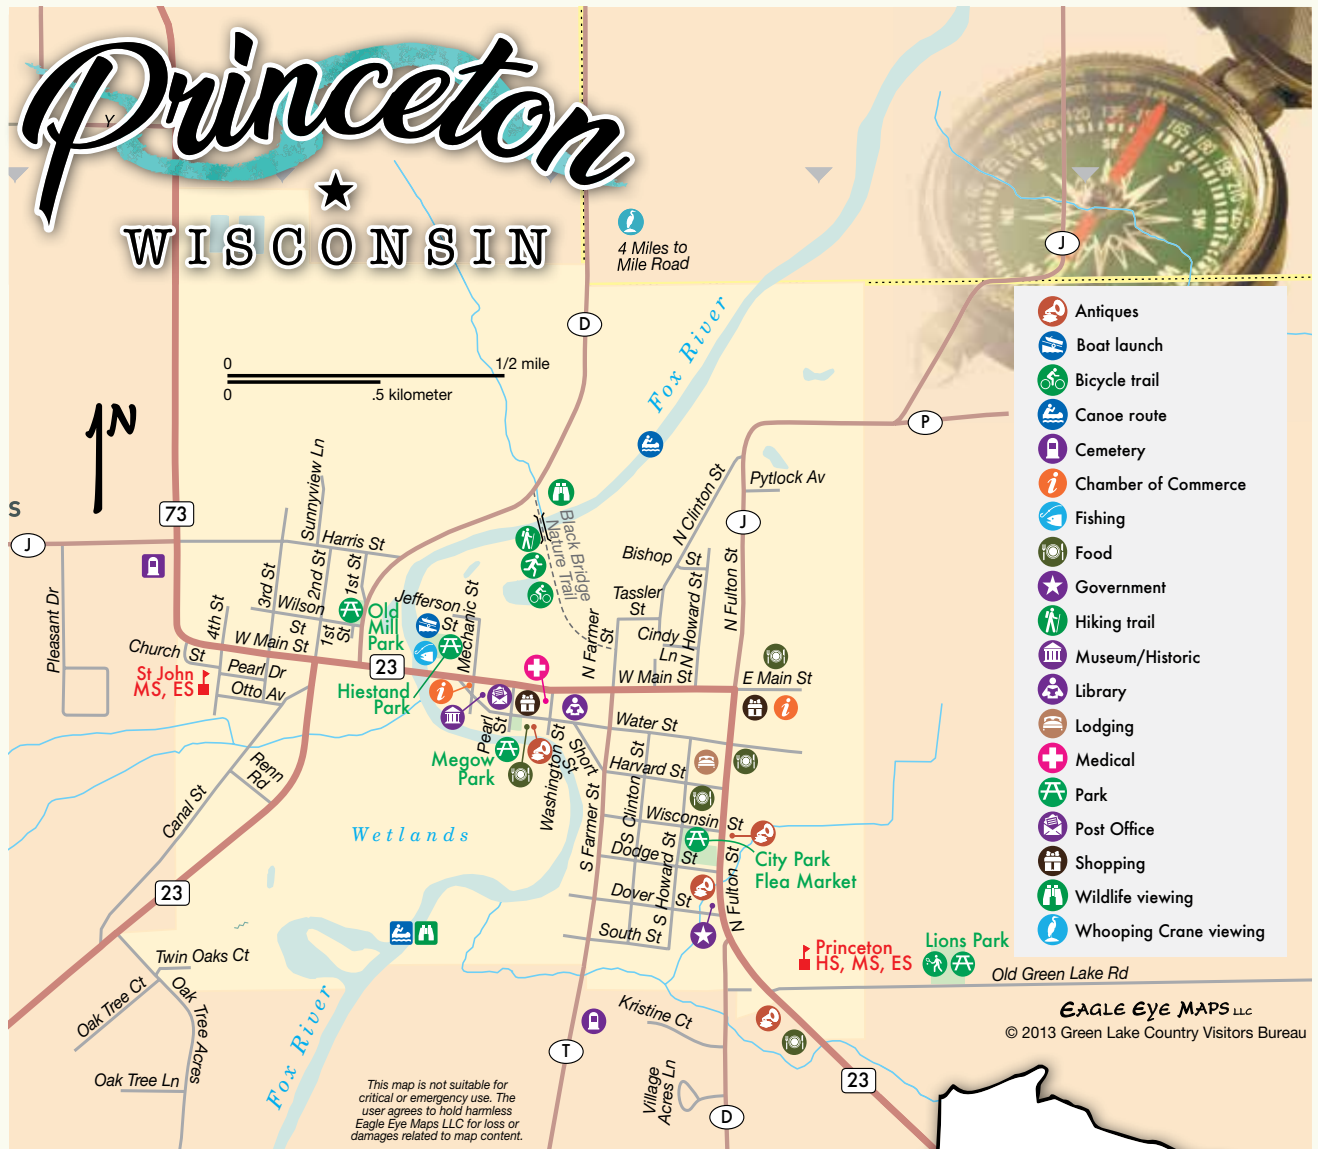 Princeton
WISCONSIN
Y
4 Miles to
Mile Road
J
D
Fox River
0
1/2 mile
0
.5 kilometer
N
P
S
73
J
Sunnyview Ln
Harris St
3rd St
2nd St
1st St
Wilson
St
1st
St
4th St
W Main St
Church St
Pearl Dr
Otto Av
Pleasant Dr
St John
MS, ES
Old
Mill
Park
Jefferson
St
Mechanic St
23
Hiestand
Park
Black Bridge
Nature Trail
N Clinton St
Pytlock Av
J
Bishop St
Tassler
St
Cindy
Ln
N Howard St
N Fulton St
N Farmer
St
W Main St
E Main St
Water St
Pearl
St
Megow
Park
Washington St
Short
St
Harvard St
S Clinton St
Wisconsin St
S Farmer St
Dodge St
S Howard St
Dover St
South St
N Fulton St
City Park
Flea Market
Renn
Rd
Canal St
Wetlands
23
Twin Oaks Ct
Oak Tree Ct
Oak Tree Acres
Oak Tree Ln
Fox River
Princeton
HS, MS, ES
Lions Park
Old Green Lake Rd
Kristine Ct
T
Village
Acres Ln
D
23
This map is not suitable for
critical or emergency use. The
user agrees to hold harmless
Eagle Eye Maps LLC for loss or
damages related to map content.
Antiques
Boat launch
Bicycle trail
Canoe route
Cemetery
Chamber of Commerce
Fishing
Food
Government
Hiking trail
Museum/Historic
Library
Lodging
Medical
Park
Post Office
Shopping
Wildlife viewing
Whooping Crane viewing
EAGLE EYE MAPS LLC
© 2013 Green Lake Country Visitors Bureau